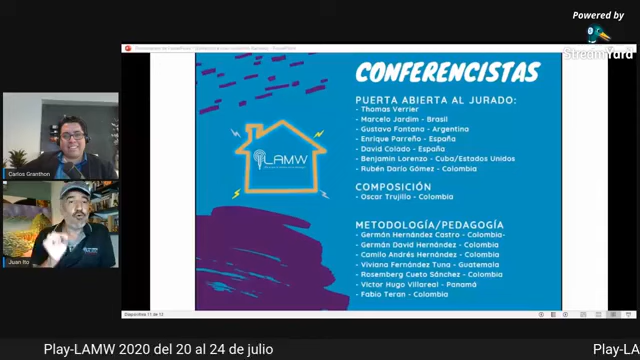 Powered by
StreamYard
CONFERENCISTAS
PUERTA ABIERTA AL JURADO:
- Thomas Verrier
- Marcelo Jardim - Brasil
- Gustavo Fontana - Argentina
- Enrique Parreño - España
- David Colado - España
- Benjamin Lorenzo - Cuba/Estados Unidos
- Rubén Darío Gómez - Colombia
LAMW
COMPOSICIÓN
- Oscar Trujillo - Colombia
METODOLOGÍA/PEDAGOGÍA
- Germán Hernández Castro - Colombia-
- Germán David Hernández - Colombia
- Camilo Andrés Hernández - Colombia
- Viviana Fernández Tuna - Guatemala
- Rosemberg Cueto Sánchez - Colombia
- Victor Hugo Villareal - Panamá
- Fabio Teran - Colombia
Carlos Granthon
Juan Ito
Play-LAMW 2020 del 20 al 24 de julio
Play-LA